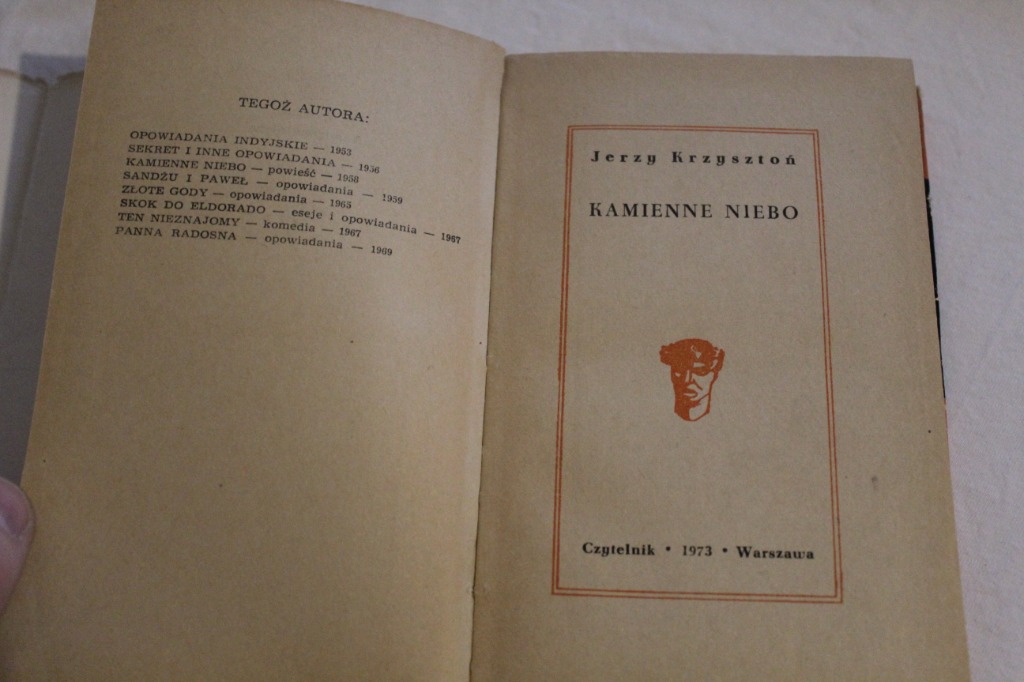 TEGOŻ AUTORA:
OPOWIADANIA INDYJSKIE — 1953
SEKRET I INNE OPOWIADANIA — 1956
KAMIENNE NIEBO — powieść — 1958
SANDŻU I PAWEŁ — opowiadania — 1959
ZŁOTE GODY — opowiadania — 1965
SKOK DO ELDORADO — eseje i opowiadania — 1967
TEN NIEZNAJOMY — komedia — 1967
PANNA RADOSNA — opowiadania — 1969
Jerzy Krzysztoń
KAMIENNE NIEBO
Czytelnik • 1973 • Warszawa